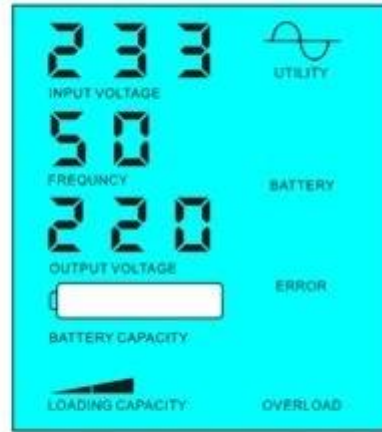 233
INPUT VOLTAGE
UTILITY
50
FREQUNCY
BATTERY
220
OUTPUT VOLTAGE
ERROR
BATTERY CAPACITY
LOADING CAPACITY
OVERLOAD